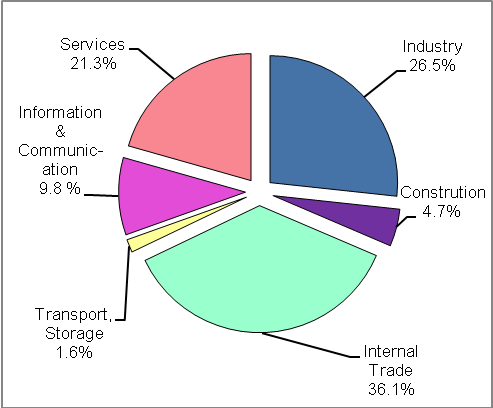 Services
21.3%
Industry
26.5%
Information
&
Communic-
ation
9.8 %
Constrution
4.7%
Transport,
Storage
1.6%
Internal
Trade
36.1%